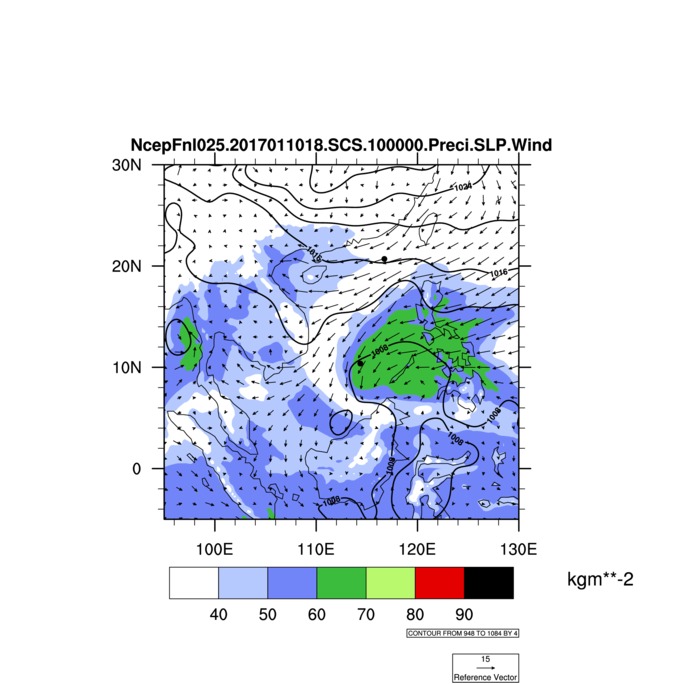 NcepFnl025.2017011018.SCS.100000.Preci.SLP.Wind
30N
1024
1016
20N
1016
1008
10N
1008
1008
1008
0
1008
100E
110E
120E
130E
kgm**-2
40
50
60
70
80
90
CONTOUR FROM 948 TO 1084 BY 4
15
Reference Vector